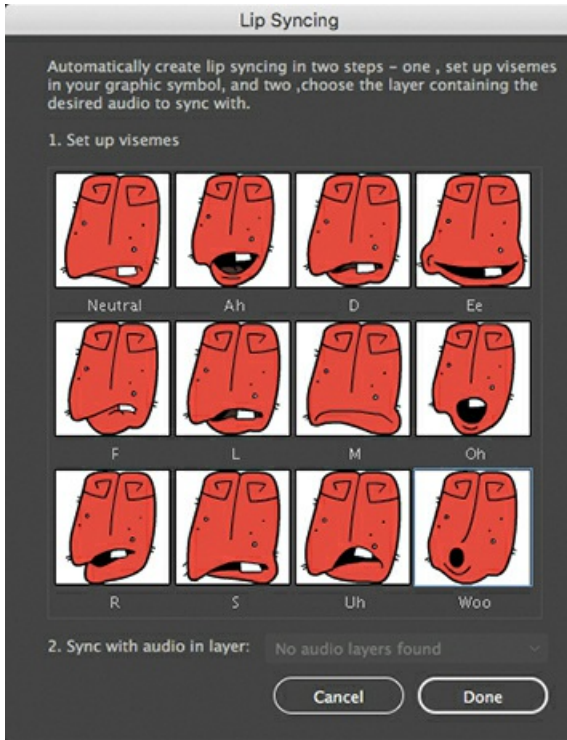 Lip Syncing
Automatically create lip syncing in two steps – one , set up visemes
in your graphic symbol, and two ,choose the layer containing the
desired audio to sync with.
1. Set up visemes
Neutral Ah D Ee
F L M Oh
R S Uh Woo
2. Sync with audio in layer: No audio layers found
Cancel Done